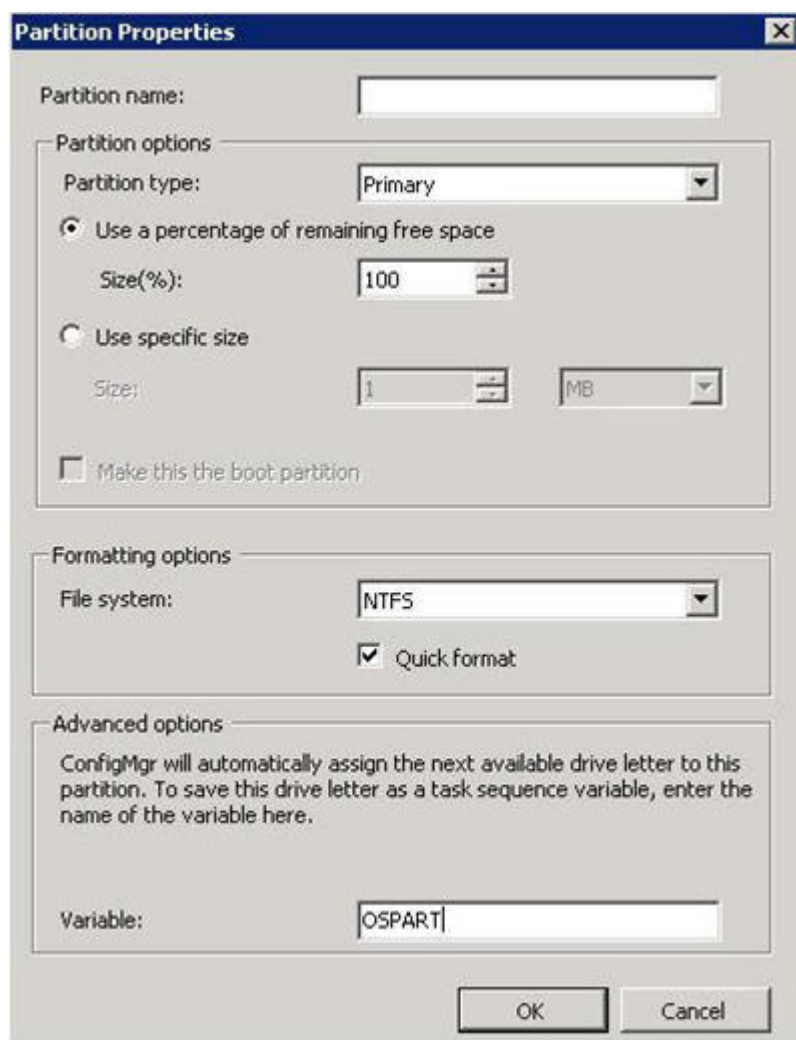 Partition Properties
Partition name:
Partition options
Partition type: Primary
Use a percentage of remaining free space
Size(%): 100
Use specific size
Size: 1 MB
Make this the boot partition
Formatting options
File system: NTFS
Quick format
Advanced options
ConfigMgr will automatically assign the next available drive letter to this
partition. To save this drive letter as a task sequence variable, enter the
name of the variable here.
Variable: OSPART
OK Cancel